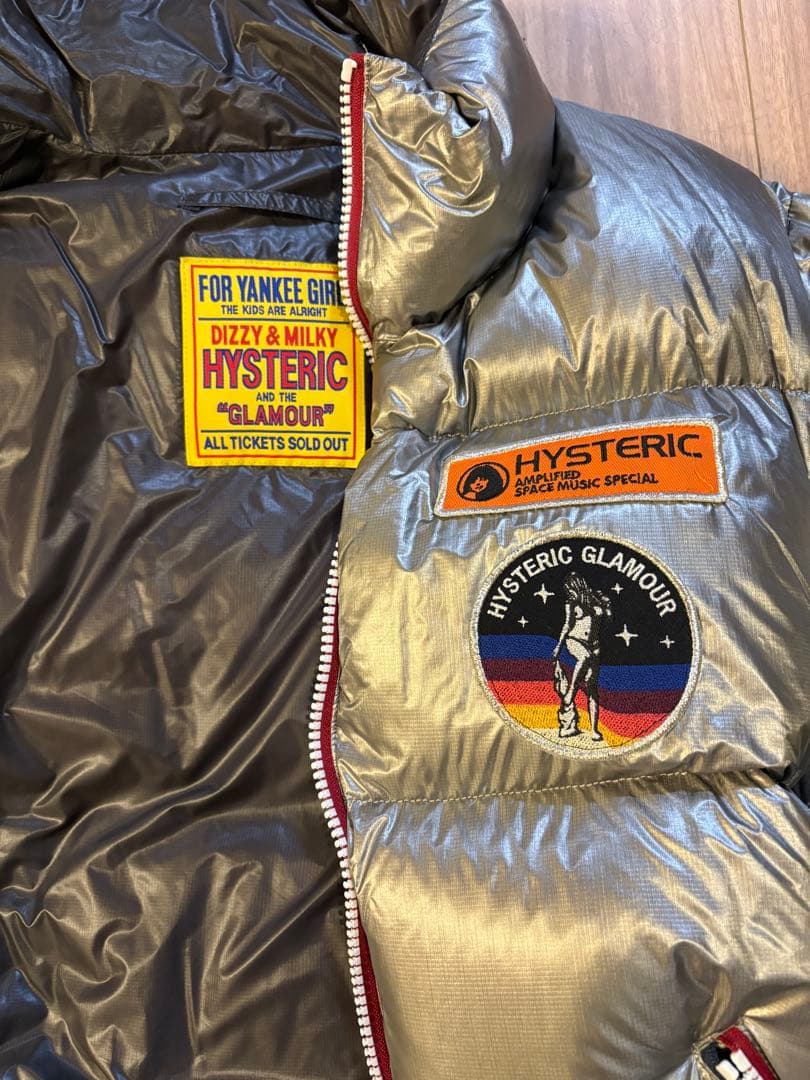 FOR YANKEE GIRL
THE KIDS ARE ALRIGHT
DIZZY & MILKY
HYSTERIC
AND THE
"GLAMOUR"
ALL TICKETS SOLD OUT
HYSTERIC
AMPLIFIED
SPACE MUSIC SPECIAL
HYSTERIC GLAMOUR